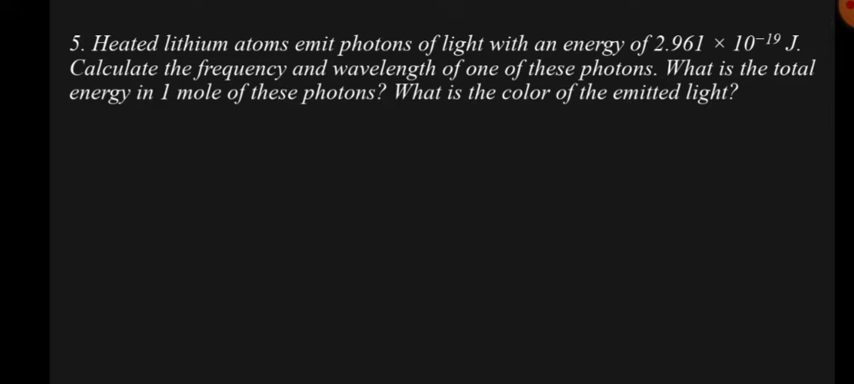 5. Heated lithium atoms emit photons of light with an energy of 2.961 × 10⁻¹⁹ J.
Calculate the frequency and wavelength of one of these photons. What is the total
energy in 1 mole of these photons? What is the color of the emitted light?